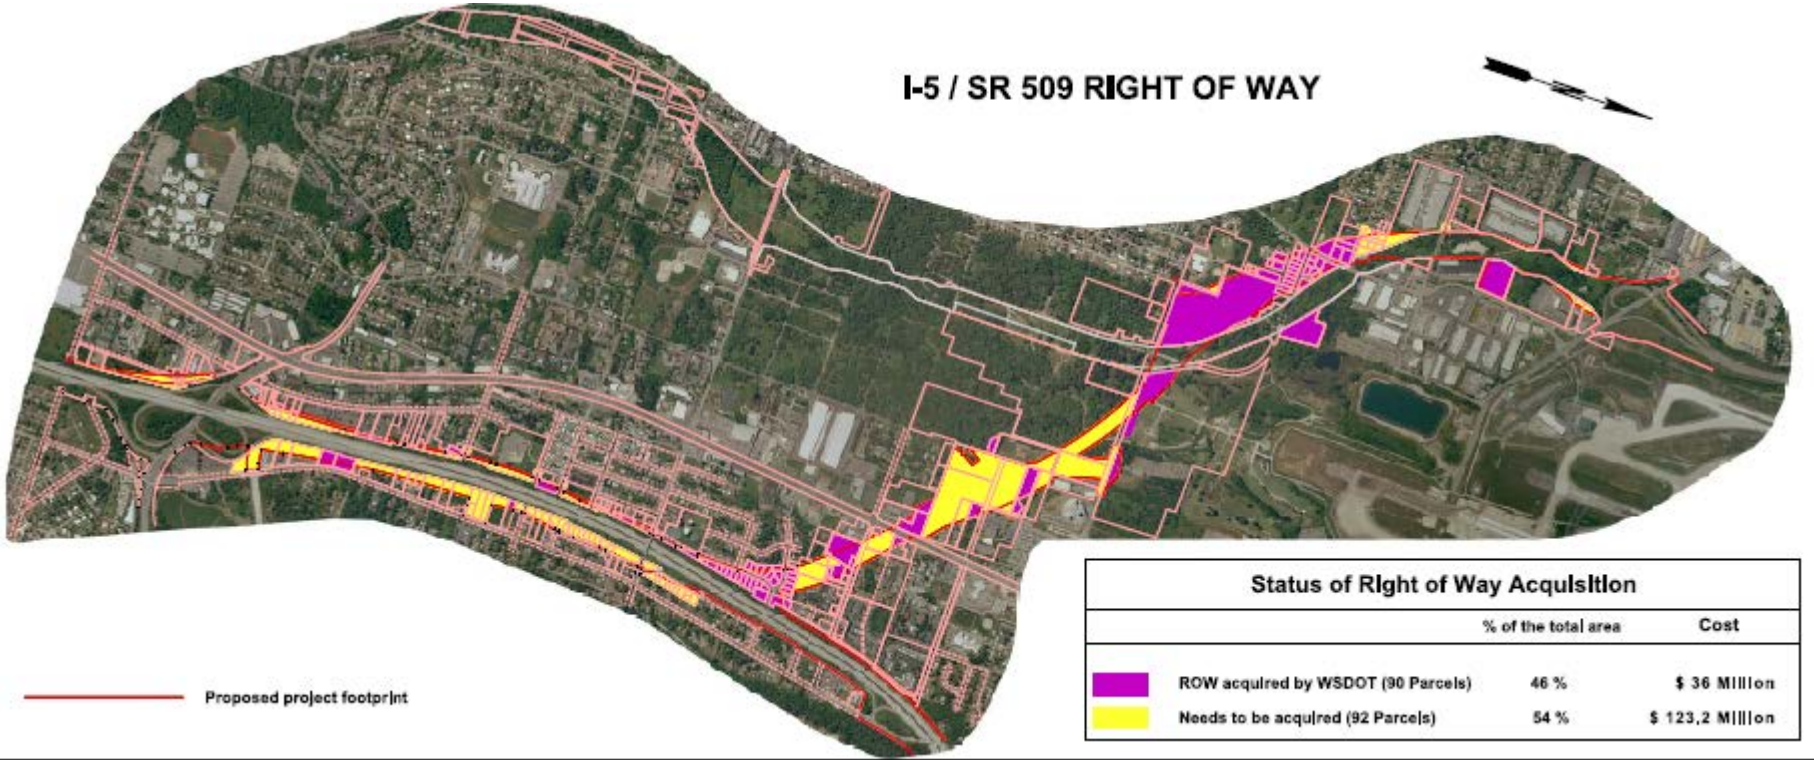 I-5 / SR 509 RIGHT OF WAY
Status of Right of Way Acquisition
% of the total area Cost
ROW acquired by WSDOT (90 Parcels) 46 % $ 36 Million
Needs to be acquired (92 Parcels) 54 % $ 123,2 Million
Proposed project footprint